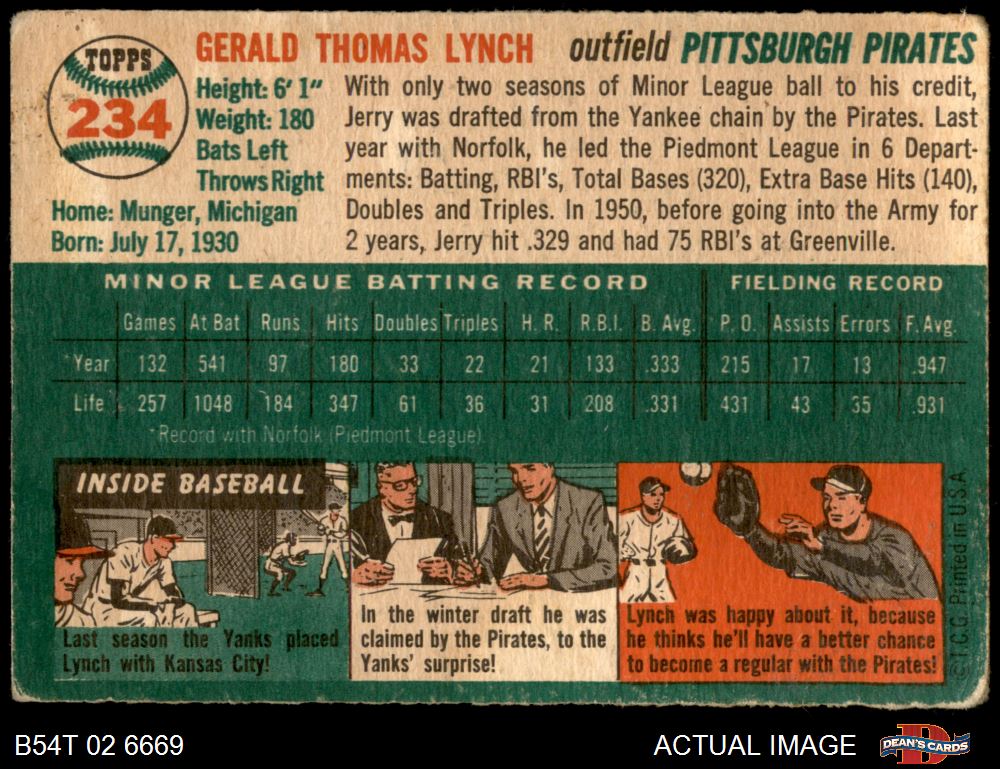 TOPPS
234
GERALD THOMAS LYNCH outfield PITTSBURGH PIRATES
Height: 6' 1"
Weight: 180
Bats Left
Throws Right
Home: Munger, Michigan
Born: July 17, 1930
With only two seasons of Minor League ball to his credit,
Jerry was drafted from the Yankee chain by the Pirates. Last
year with Norfolk, he led the Piedmont League in 6 Depart-
ments: Batting, RBI's, Total Bases (320), Extra Base Hits (140),
Doubles and Triples. In 1950, before going into the Army for
2 years, Jerry hit .329 and had 75 RBI's at Greenville.
MINOR LEAGUE BATTING RECORD FIELDING RECORD
Games At Bat Runs Hits Doubles Triples H. R. R.B.I. B. Avg. P. O. Assists Errors F. Avg.
*Year 132 541 97 180 33 22 21 133 .333 215 17 13 .947
Life 257 1048 184 347 61 36 31 208 .331 431 43 35 .931
*Record with Norfolk (Piedmont League)
INSIDE BASEBALL
Last season the Yanks placed
Lynch with Kansas City!
In the winter draft he was
claimed by the Pirates, to the
Yanks' surprise!
Lynch was happy about it, because
he thinks he'll have a better chance
to become a regular with the Pirates!
© T.C.G. Printed in U.S.A.
B54T 02 6669
ACTUAL IMAGE
DEAN'S CARDS